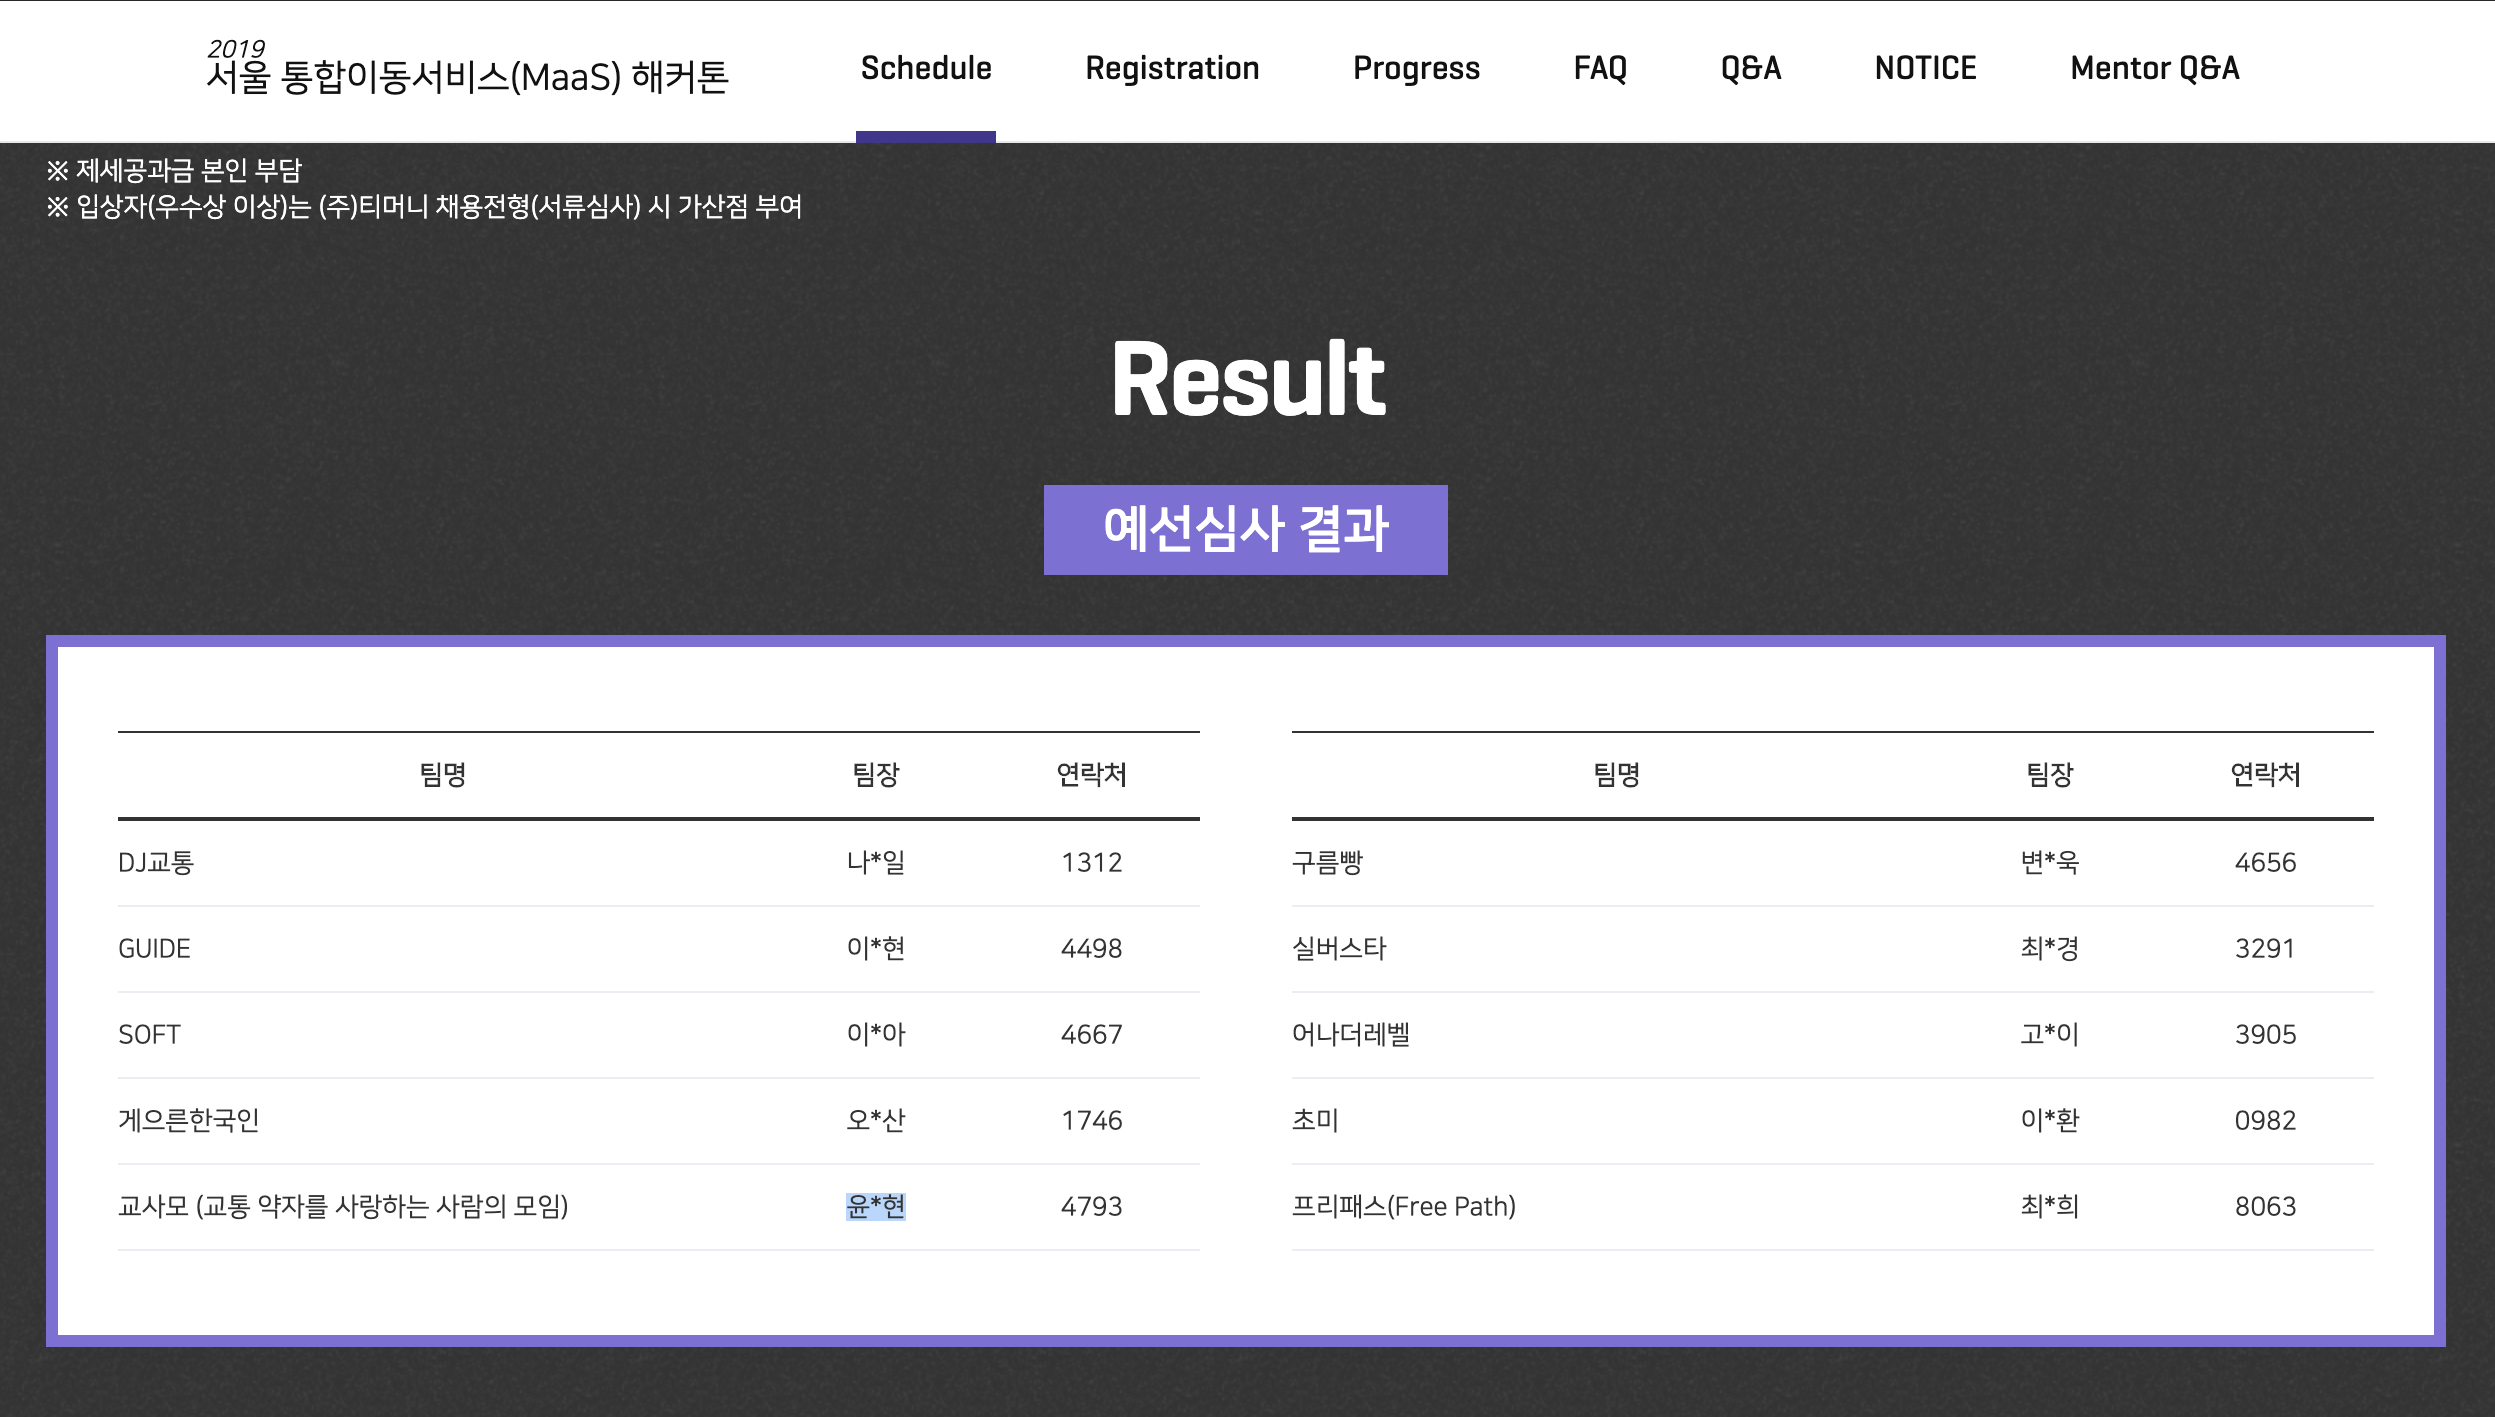 2019
서울 통합이동서비스(MaaS) 해커톤
Schedule Registration Progress FAQ Q&A NOTICE Mentor Q&A
※ 제세공과금 본인 부담
※ 입상자(우수상 이상)는 (주)티머니 채용전형(서류심사) 시 가산점 부여
Result
예선심사 결과
팀명 팀장 연락처
DJ교통 나*일 1312
GUIDE 이*현 4498
SOFT 이*아 4667
게으른한국인 오*산 1746
교사모 (교통 약자를 사랑하는 사람의 모임) 윤*현 4793
팀명 팀장 연락처
구름빵 변*욱 4656
실버스타 최*경 3291
어나더레벨 고*이 3905
초미 이*환 0982
프리패스(Free Path) 최*희 8063